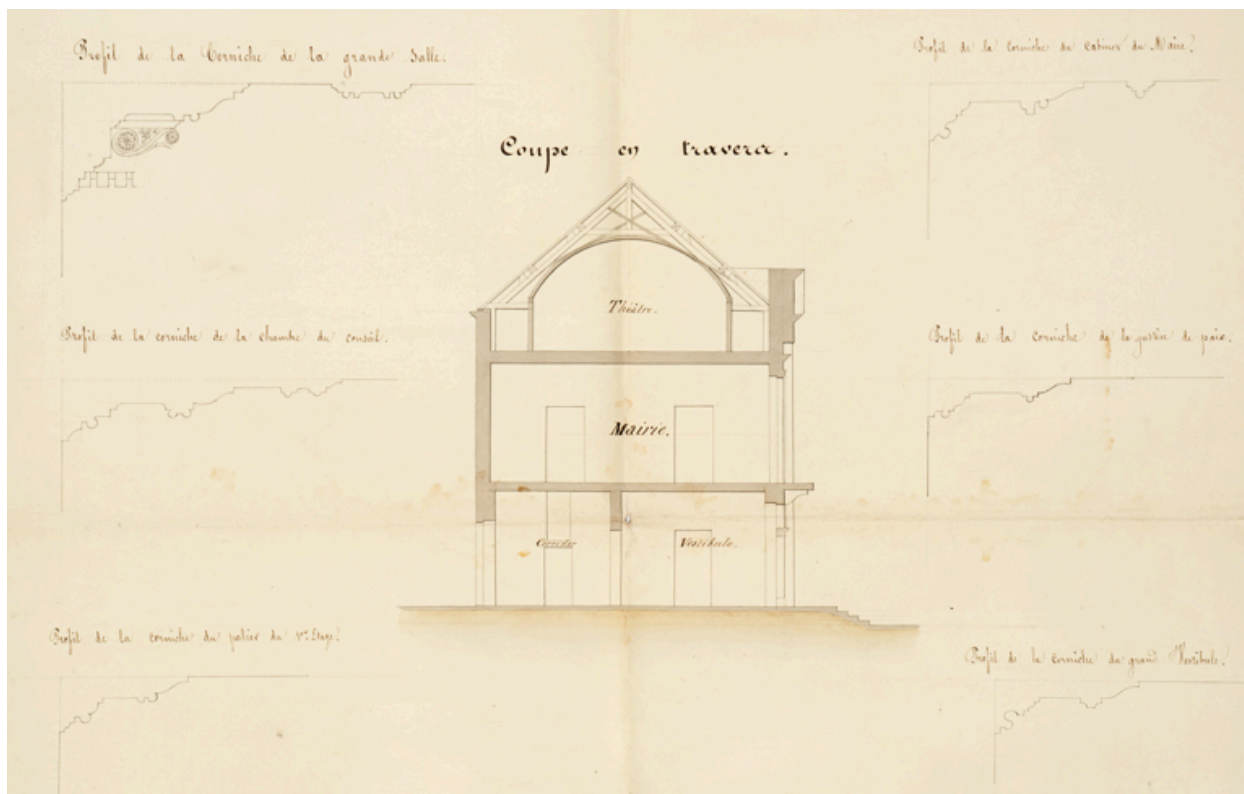 Profil de la Corniche de la grande Salle.
Profil de la corniche du cabinet du Maire.
Coupe en travers.
Théâtre.
Profil de la corniche de la chambre du conseil.
Profil de la corniche de la justice de paix.
Mairie.
Corridor
Vestibule.
Profil de la corniche du palier du 1er Etage.
Profil de la corniche du grand Vestibule.